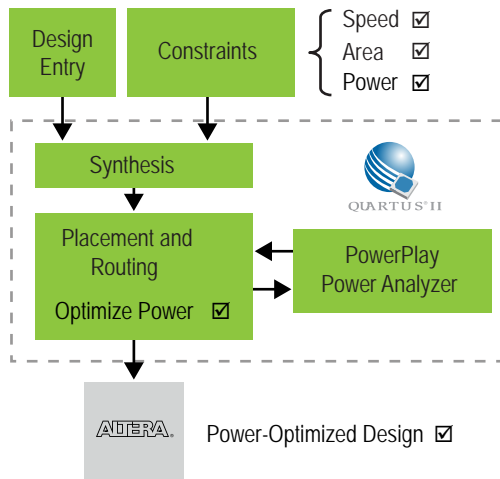 Design
Entry
Constraints
Speed ☑
Area ☑
Power ☑
Synthesis
QUARTUS® II
Placement and
Routing
Optimize Power ☑
PowerPlay
Power Analyzer
ALTERA.
Power-Optimized Design ☑